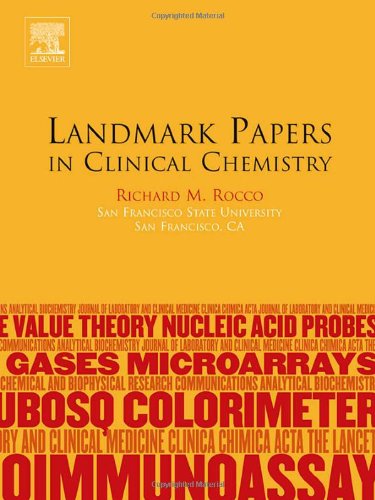 ELSEVIER
LANDMARK PAPERS
IN CLINICAL CHEMISTRY
RICHARD M. ROCCO
SAN FRANCISCO STATE UNIVERSITY
SAN FRANCISCO, CA
NS ANALYTICAL BIOCHEMISTRY JOURNAL OF LABORATORY AND CLINICAL MEDICINE CLINICA CHIMICA ACTA JOURNAL OF LABORATORY AND CLINICAL MEDIC
E VALUE THEORY NUCLEIC ACID PROBES
COMMUNICATIONS ANALYTICAL BIOCHEMISTRY JOURNAL OF LABORATORY AND CLINICAL MEDICINE CLINICA CHIMICA ACTA THE
GASES MICROARRAYS
CHEMICAL AND BIOPHYSICAL RESEARCH COMMUNICATIONS ANALYTICAL BIOCHEMISTR
UBOSQ COLORIMETER
RY AND CLINICAL MEDICINE CLINICA CHIMICA ACTA THE LANCET
OIMMUNOASSAY